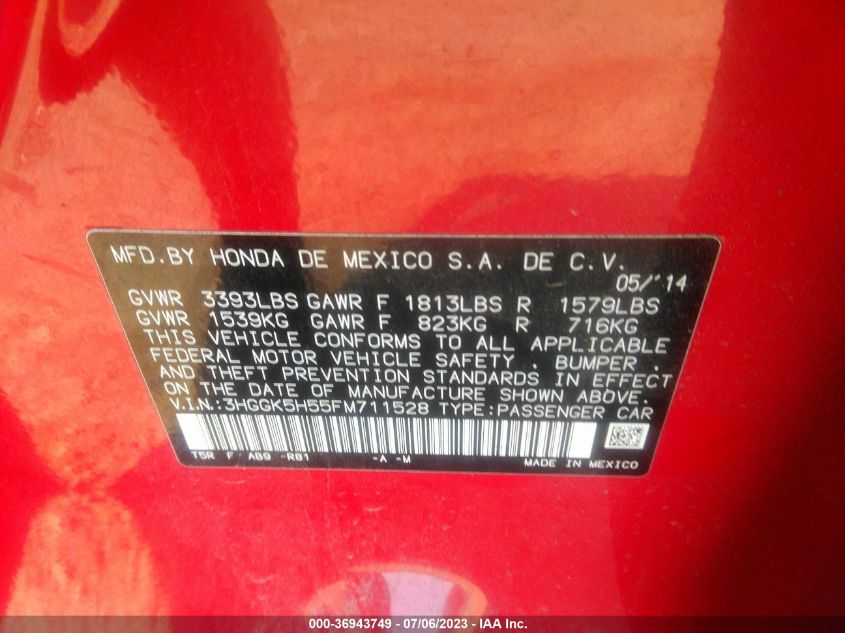 MFD.BY HONDA DE MEXICO S.A. DE C.V.
05/'14
GVWR 3393LBS GAWR F 1813LBS R 1579LBS
GVWR 1539KG GAWR F 823KG R 716KG
THIS VEHICLE CONFORMS TO ALL APPLICABLE
FEDERAL MOTOR VEHICLE SAFETY , BUMPER ,
AND THEFT PREVENTION STANDARDS IN EFFECT
ON THE DATE OF MANUFACTURE SHOWN ABOVE.
V.I.N.:3HGGK5H55FM711528 TYPE:PASSENGER CAR
T5R F AB9 -R81 -A -M MADE IN MEXICO
000-36943749 - 07/06/2023 - IAA Inc.